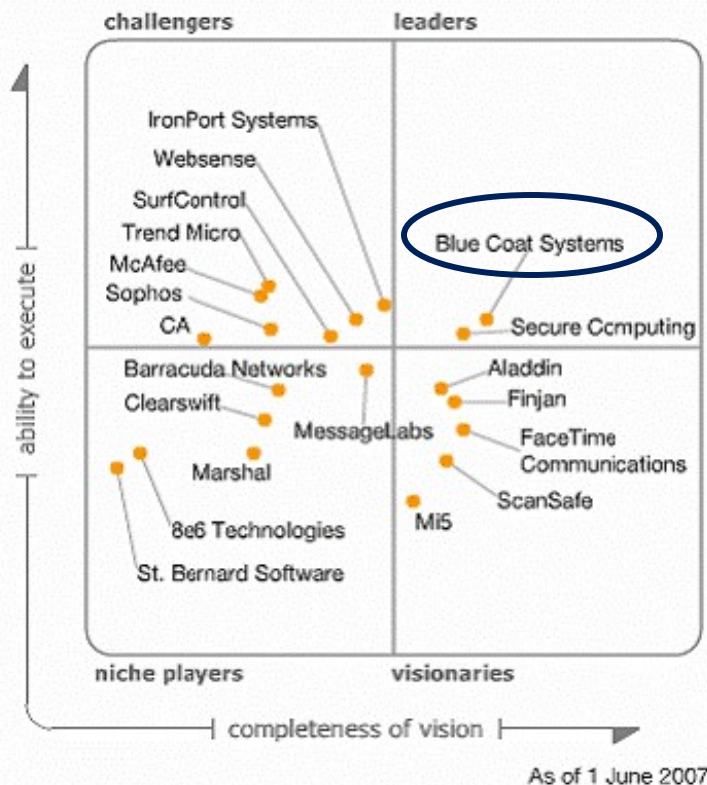 challengers
leaders
IronPort Systems
Websense
SurfControl
Trend Micro
McAfee
Sophos
CA
Blue Coat Systems
Secure Computing
Barracuda Networks
Clearswift
MessageLabs
Marshal
8e6 Technologies
St. Bernard Software
Aladdin
Finjan
FaceTime
Communications
ScanSafe
Mi5
ability to execute
niche players
visionaries
completeness of vision
As of 1 June 2007